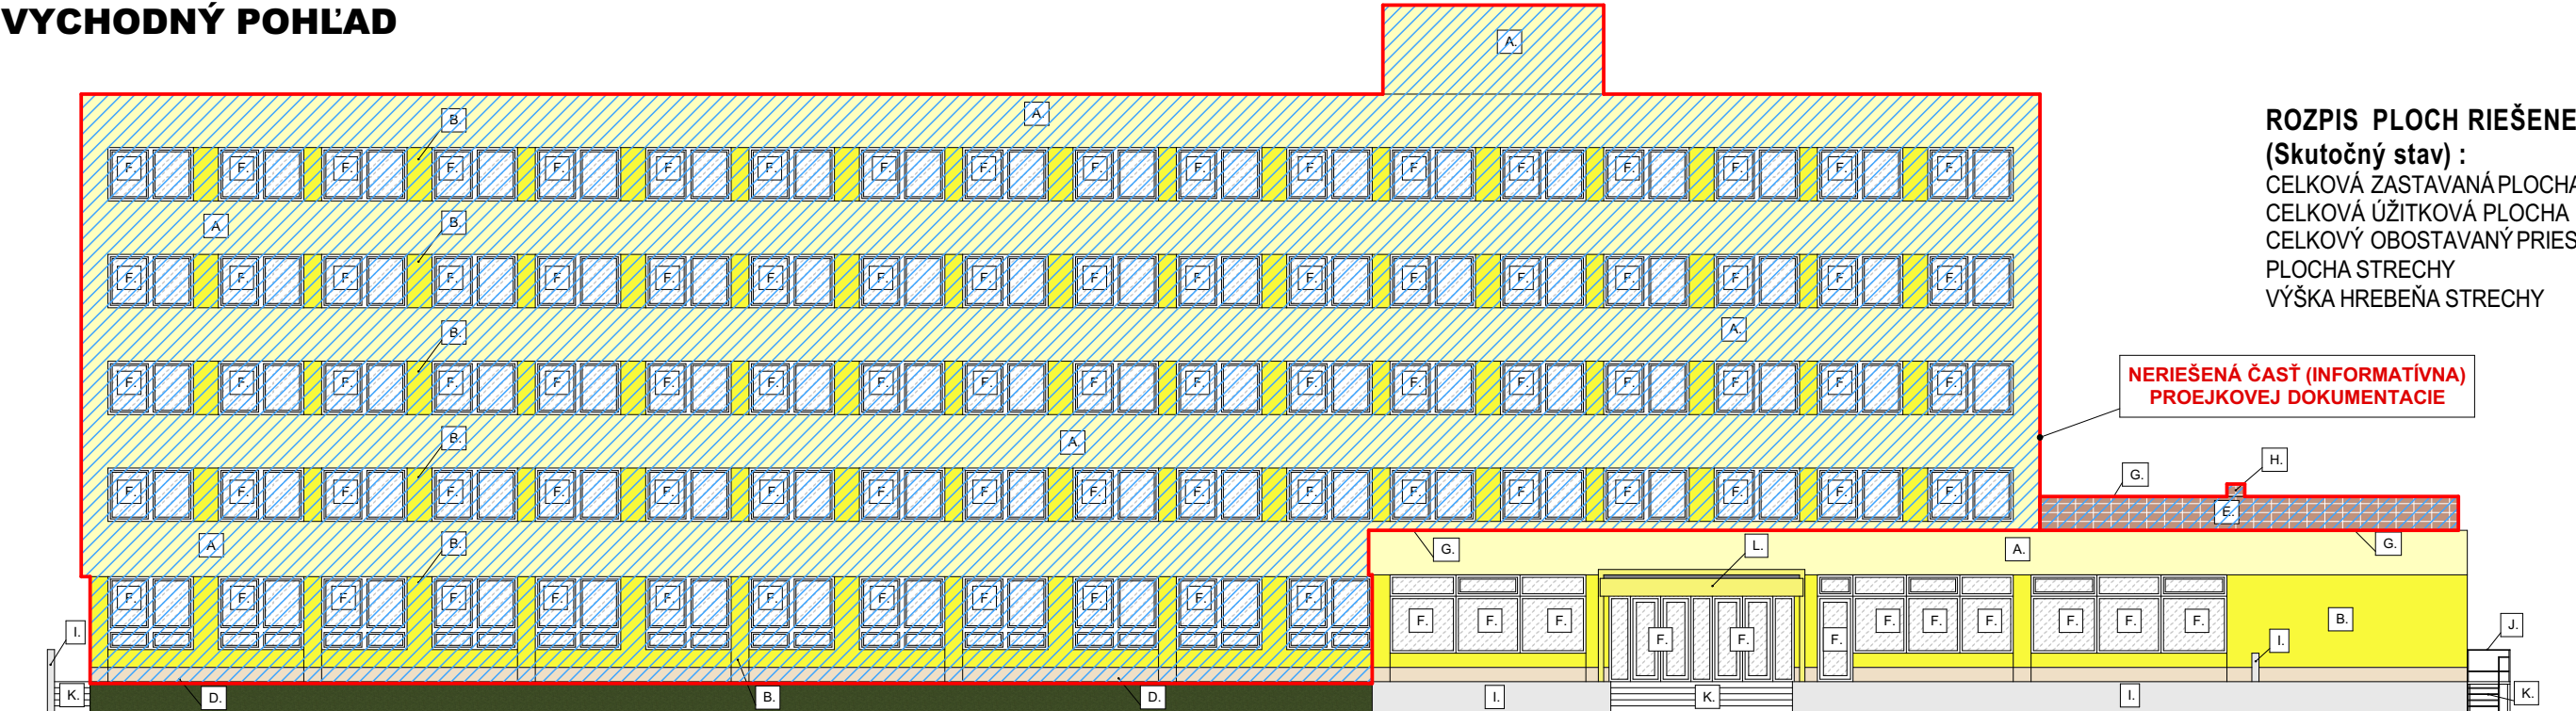 VYCHODNÝ POHĽAD
A.
B.
A.
ROZPIS PLOCH RIEŠENE
(Skutočný stav) :
CELKOVÁ ZASTAVANÁ PLOCHA
CELKOVÁ ÚŽITKOVÁ PLOCHA
CELKOVÝ OBOSTAVANÝ PRIES
PLOCHA STRECHY
VÝŠKA HREBEŇA STRECHY
F. F. F. F. F. F. F. F. F. F. F. F. F. F. F. F. F. F.
A. B.
F. F. F. F. F. F. F. F. F. F. F. F. F. F. F. F. F. F.
B. A.
NERIEŠENÁ ČASŤ (INFORMATÍVNA)
PROEJKOVEJ DOKUMENTACIE
F. F. F. F. F. F. F. F. F. F. F. F. F. F. F. F. F. F.
B. A.
G. H.
F. F. F. F. F. F. F. F. F. F. F. F. F. F. F. F. F. F.
E.
A. B. G. L. A. G.
F. F. F. F. F. F. F. F. F. F. F. F.
F. F. F. F. F. F. F. F. F. F. F. F. B.
I. I. J.
K. D. B. D. I. K. I. K.